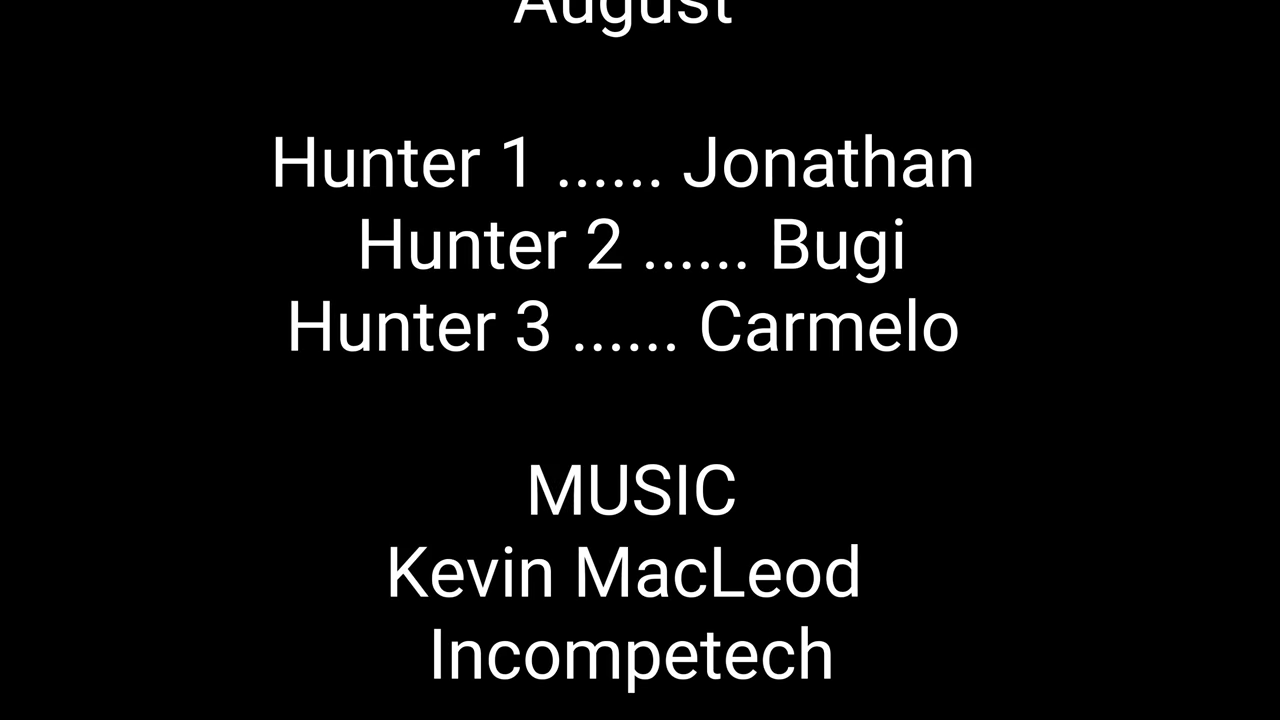 August
Hunter 1 ...... Jonathan
Hunter 2 ...... Bugi
Hunter 3 ...... Carmelo
MUSIC
Kevin MacLeod
Incompetech